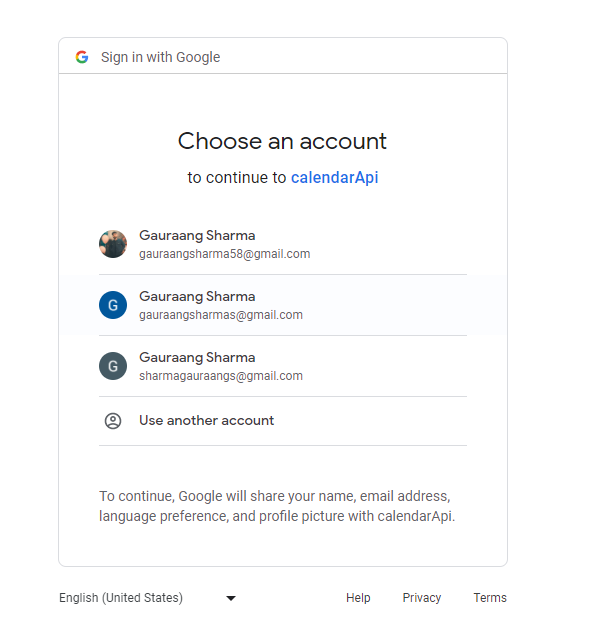 Sign in with Google
Choose an account
to continue to calendarApi
Gauraang Sharma
gauraangsharma58@gmail.com
G
Gauraang Sharma
gauraangsharmas@gmail.com
G
Gauraang Sharma
sharmagauraangs@gmail.com
Use another account
To continue, Google will share your name, email address,
language preference, and profile picture with calendarApi.
English (United States) Help Privacy Terms